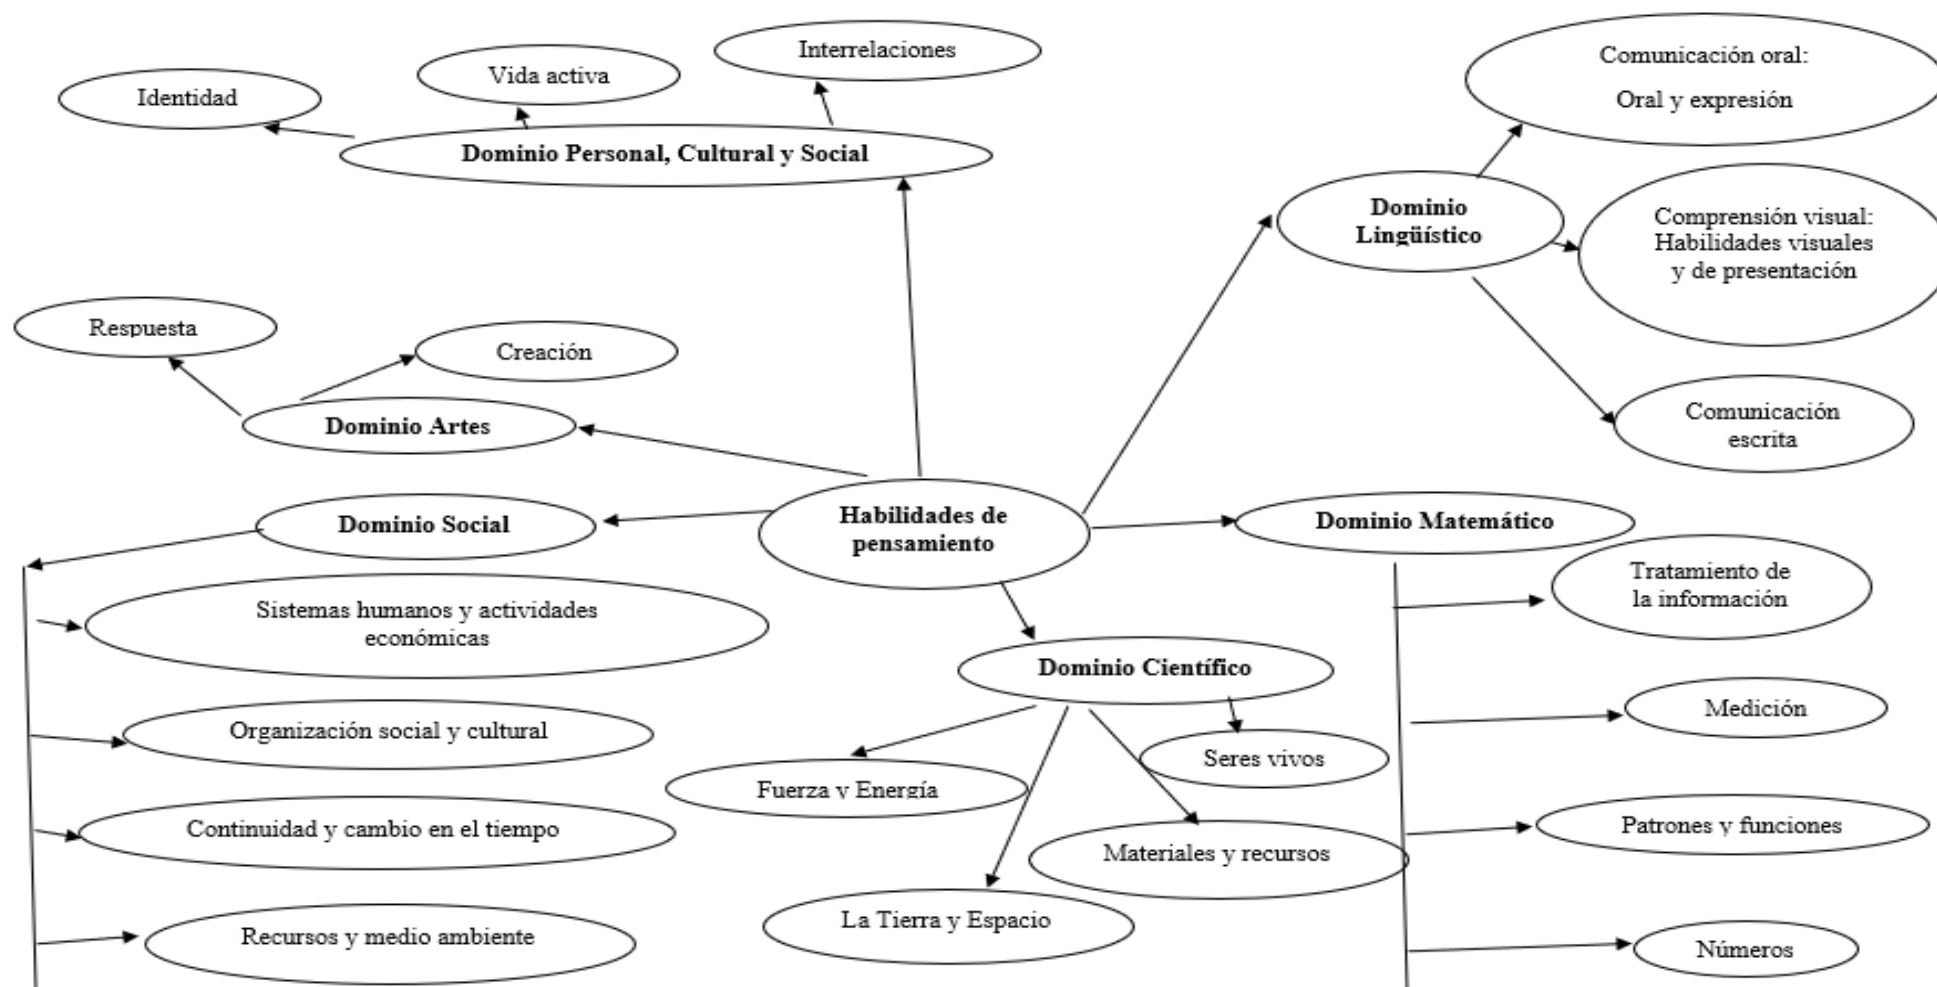 Interrelaciones
Vida activa
Identidad
Dominio Personal, Cultural y Social
Comunicación oral:
Oral y expresión
Dominio
Lingüístico
Comprensión visual:
Habilidades visuales
y de presentación
Comunicación
escrita
Respuesta
Creación
Dominio Artes
Dominio Social
Habilidades de
pensamiento
Dominio Matemático
Sistemas humanos y actividades
económicas
Organización social y cultural
Continuidad y cambio en el tiempo
Recursos y medio ambiente
Dominio Científico
Seres vivos
Fuerza y Energía
Materiales y recursos
La Tierra y Espacio
Tratamiento de
la información
Medición
Patrones y funciones
Números